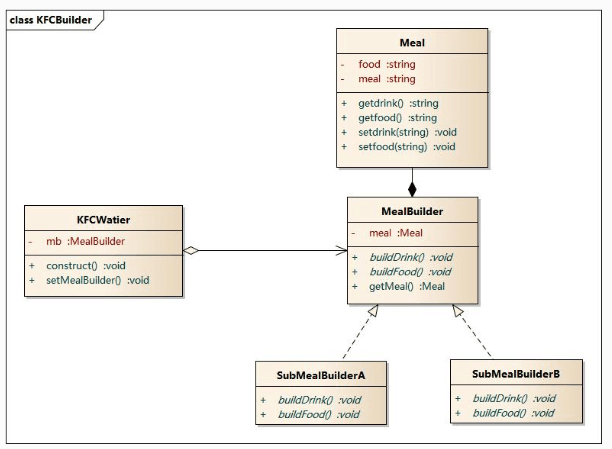 class KFCBuilder
Meal
- food :string
- meal :string
+ getdrink() :string
+ getfood() :string
+ setdrink(string) :void
+ setfood(string) :void
KFCWatier
- mb :MealBuilder
+ construct() :void
+ setMealBuilder() :void
MealBuilder
- meal :Meal
+ buildDrink() :void
+ buildFood() :void
+ getMeal() :Meal
SubMealBuilderA
+ buildDrink() :void
+ buildFood() :void
SubMealBuilderB
+ buildDrink() :void
+ buildFood() :void